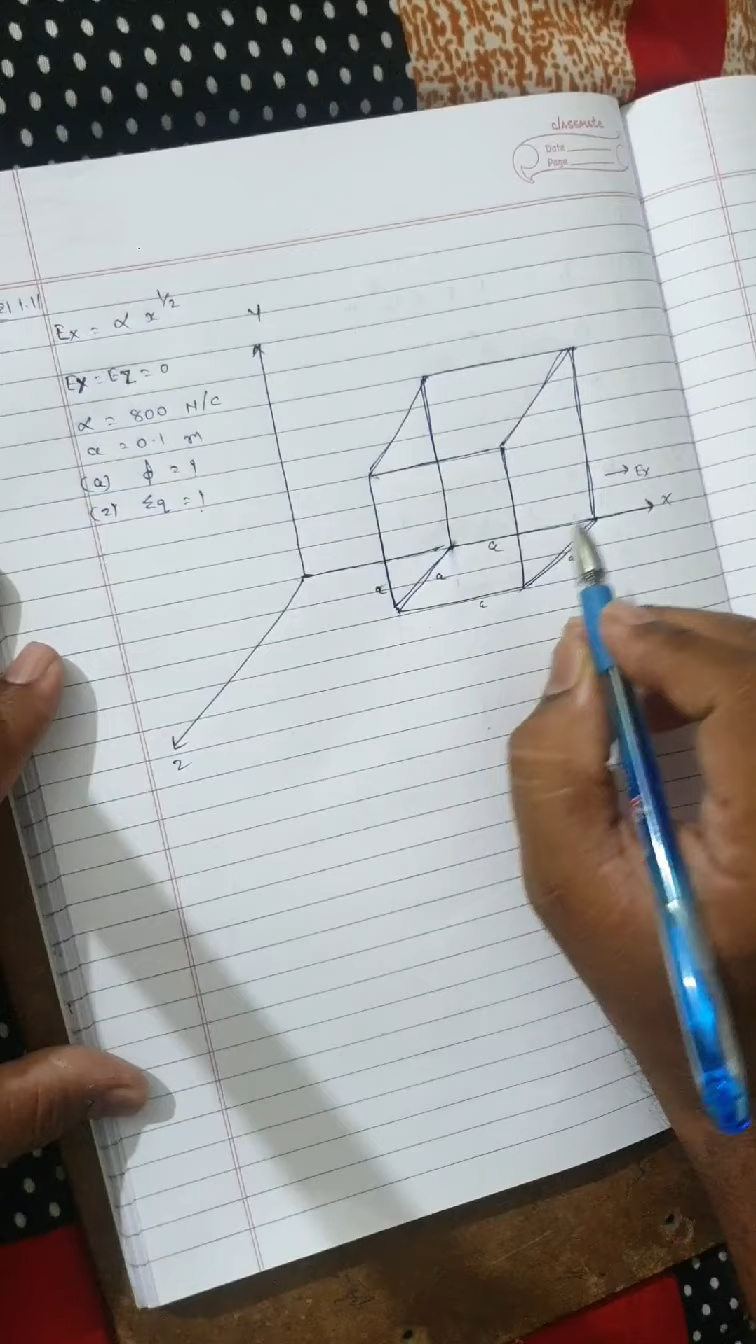 classmate
Date
Page
Ex = α x^1/2
Ey = Ez = 0
α = 800 N/C
a = 0.1 m
(a) ϕ = ?
(2) Σq = ?
Y
→ Ex
X
a
a
a
a
a
Z